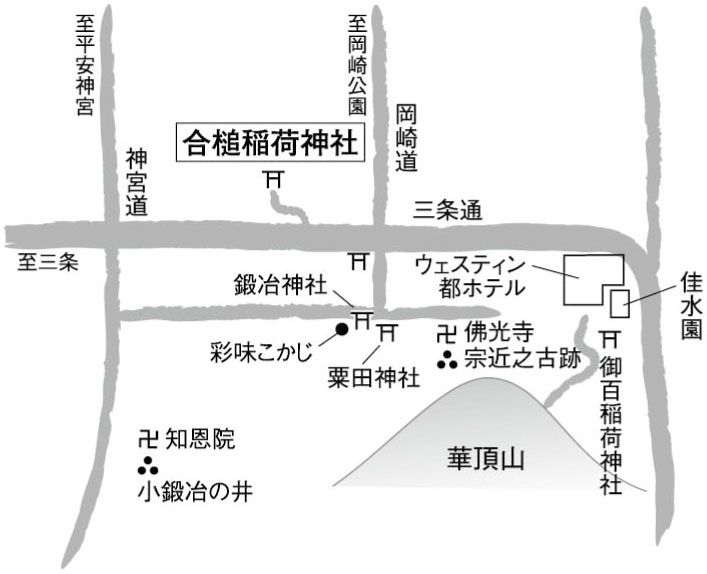 至平安神宮
至岡崎公園
岡崎道
合槌稲荷神社
神宮道
三条通
至三条
ウェスティン
都ホテル
佳水園
鍛冶神社
彩味こかじ
粟田神社
卍佛光寺
宗近之古跡
御百稲荷神社
卍知恩院
小鍛冶の井
華頂山